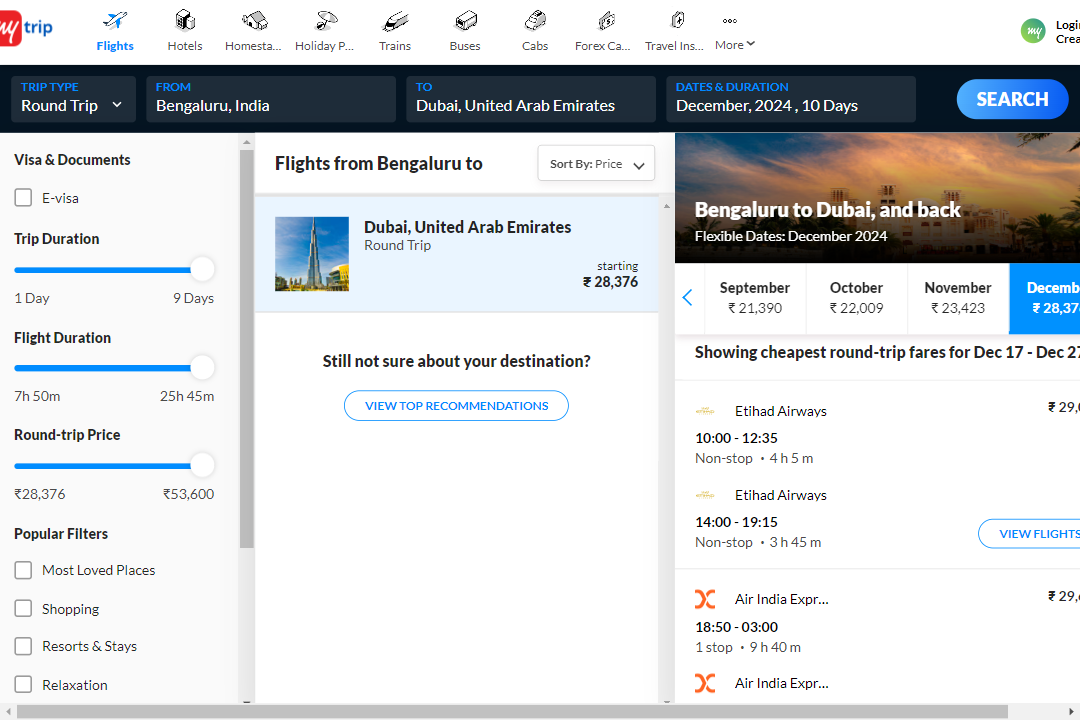 my trip
Flights
Hotels
Homesta...
Holiday P...
Trains
Buses
Cabs
Forex Ca...
Travel Ins...
More
my
TRIP TYPE
Round Trip
FROM
Bengaluru, India
TO
Dubai, United Arab Emirates
DATES & DURATION
December, 2024 , 10 Days
SEARCH
Visa & Documents
E-visa
Trip Duration
1 Day
9 Days
Flight Duration
7h 50m
25h 45m
Round-trip Price
₹28,376
₹53,600
Popular Filters
Most Loved Places
Shopping
Resorts & Stays
Relaxation
Flights from Bengaluru to
Sort By: Price
Dubai, United Arab Emirates
Round Trip
starting
₹ 28,376
Still not sure about your destination?
VIEW TOP RECOMMENDATIONS
Bengaluru to Dubai, and back
Flexible Dates: December 2024
September
₹ 21,390
October
₹ 22,009
November
₹ 23,423
Decemb
₹ 28,37
Showing cheapest round-trip fares for Dec 17 - Dec 27
Etihad Airways
₹ 29,0
10:00 - 12:35
Non-stop • 4 h 5 m
Etihad Airways
14:00 - 19:15
Non-stop • 3 h 45 m
VIEW FLIGHTS
Air India Expr...
₹ 29,
18:50 - 03:00
1 stop • 9 h 40 m
Air India Expr...